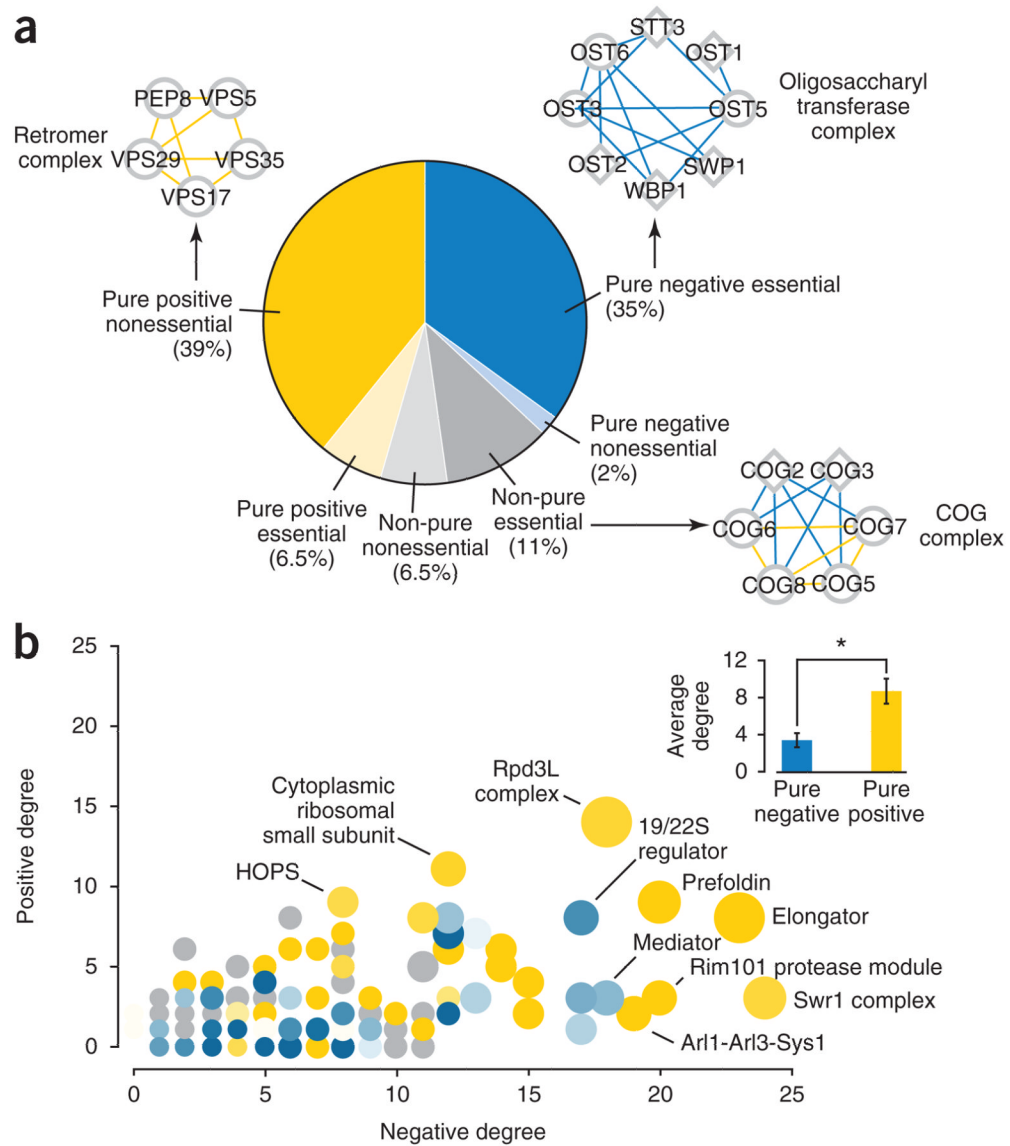 a
PEP8
VPS5
Retromer
complex
VPS29
VPS35
VPS17
STT3
OST6
OST1
OST3
OST5
OST2
SWP1
WBP1
Oligosaccharyl
transferase
complex
Pure positive
nonessential
(39%)
Pure negative essential
(35%)
Pure negative
nonessential
(2%)
Pure positive
essential
(6.5%)
Non-pure
nonessential
(6.5%)
Non-pure
essential
(11%)
COG2
COG3
COG6
COG7
COG8
COG5
COG
complex
b
25
20
15
10
5
0
Positive degree
0
5
10
15
20
25
Negative degree
HOPS
Cytoplasmic
ribosomal
small subunit
Rpd3L
complex
19/22S
regulator
Prefoldin
Elongator
Mediator
Rim101 protease module
Swr1 complex
Arl1-Arl3-Sys1
Average
degree
12
8
4
0
*
Pure
negative
Pure
positive